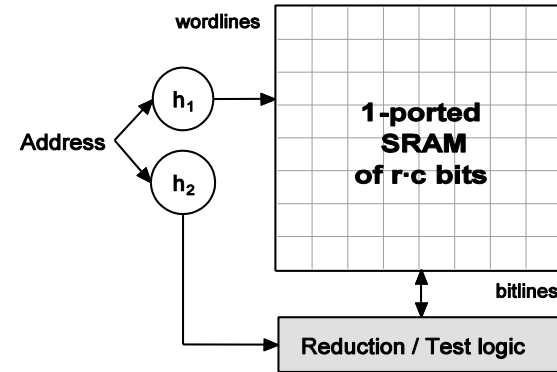 wordlines
Address
h1
h2
1-ported
SRAM
of r·c bits
bitlines
Reduction / Test logic